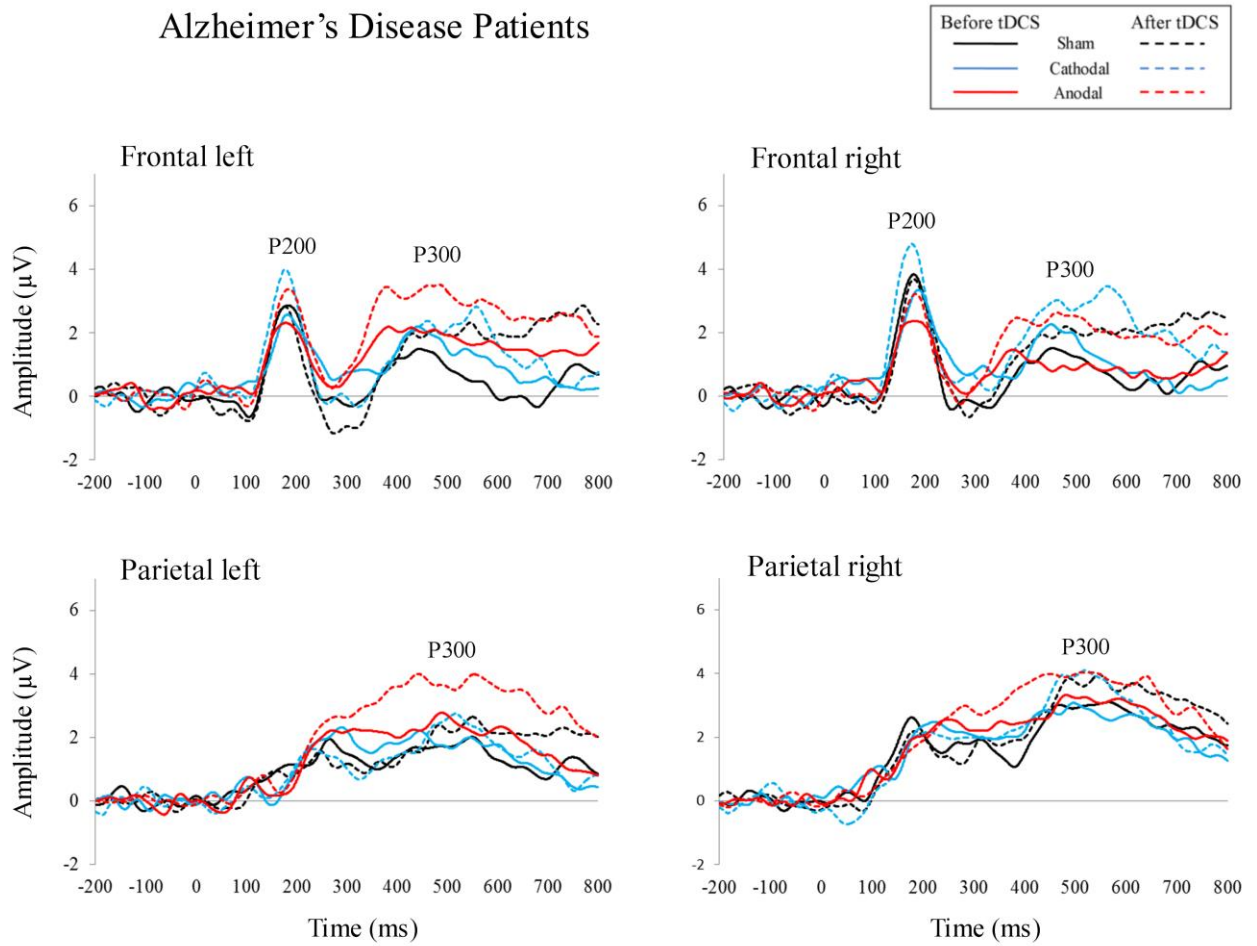 Alzheimer's Disease Patients
Before tDCS After tDCS
Sham
Cathodal
Anodal
Frontal left
Frontal right
P200
P300
P200
P300
Amplitude (µV)
6
4
2
0
-2
-200 -100 0 100 200 300 400 500 600 700 800
6
4
2
0
-2
-200 -100 0 100 200 300 400 500 600 700 800
Parietal left
Parietal right
P300
P300
Amplitude (µV)
6
4
2
0
-2
-200 -100 0 100 200 300 400 500 600 700 800
Time (ms)
6
4
2
0
-2
-200 -100 0 100 200 300 400 500 600 700 800
Time (ms)